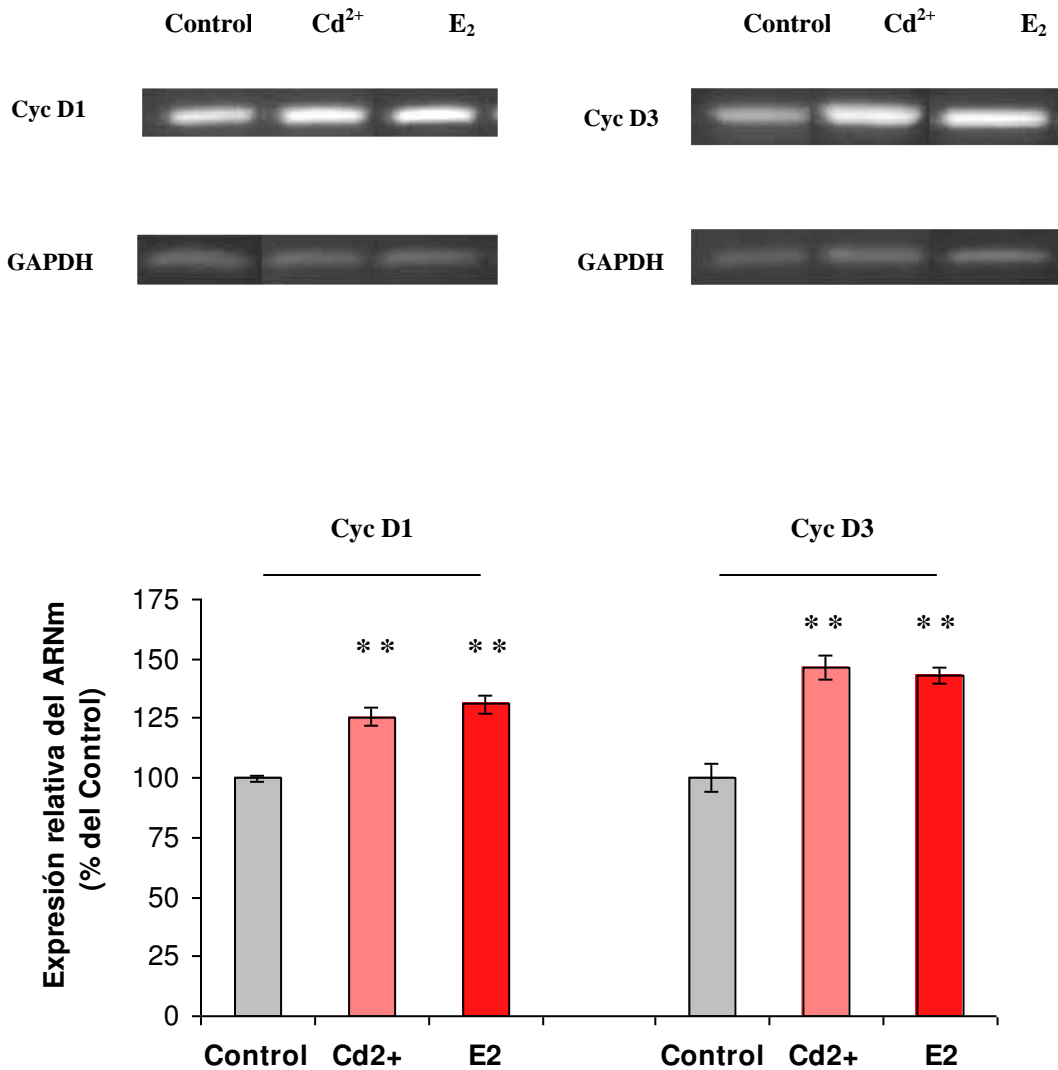 Control Cd²⁺ E₂ Control Cd²⁺ E₂
Cyc D1
Cyc D3
GAPDH
GAPDH
Cyc D1 Cyc D3
Expresión relativa del ARNm
(% del Control)
175
150
125
100
75
50
25
0
* * * * * * * *
Control Cd2+ E2 Control Cd2+ E2